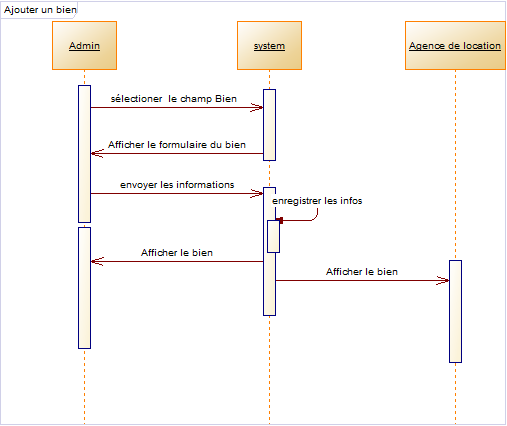 Ajouter un bien
Admin
system
Agence de location
sélectioner le champ Bien
Afficher le formulaire du bien
envoyer les informations
enregistrer les infos
Afficher le bien
Afficher le bien